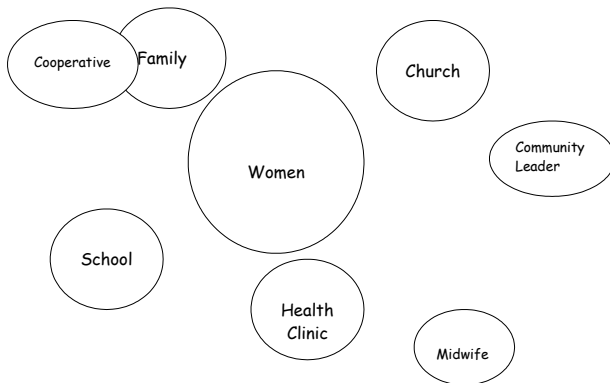 Cooperative
Family
Church
Community
Leader
Women
School
Health
Clinic
Midwife